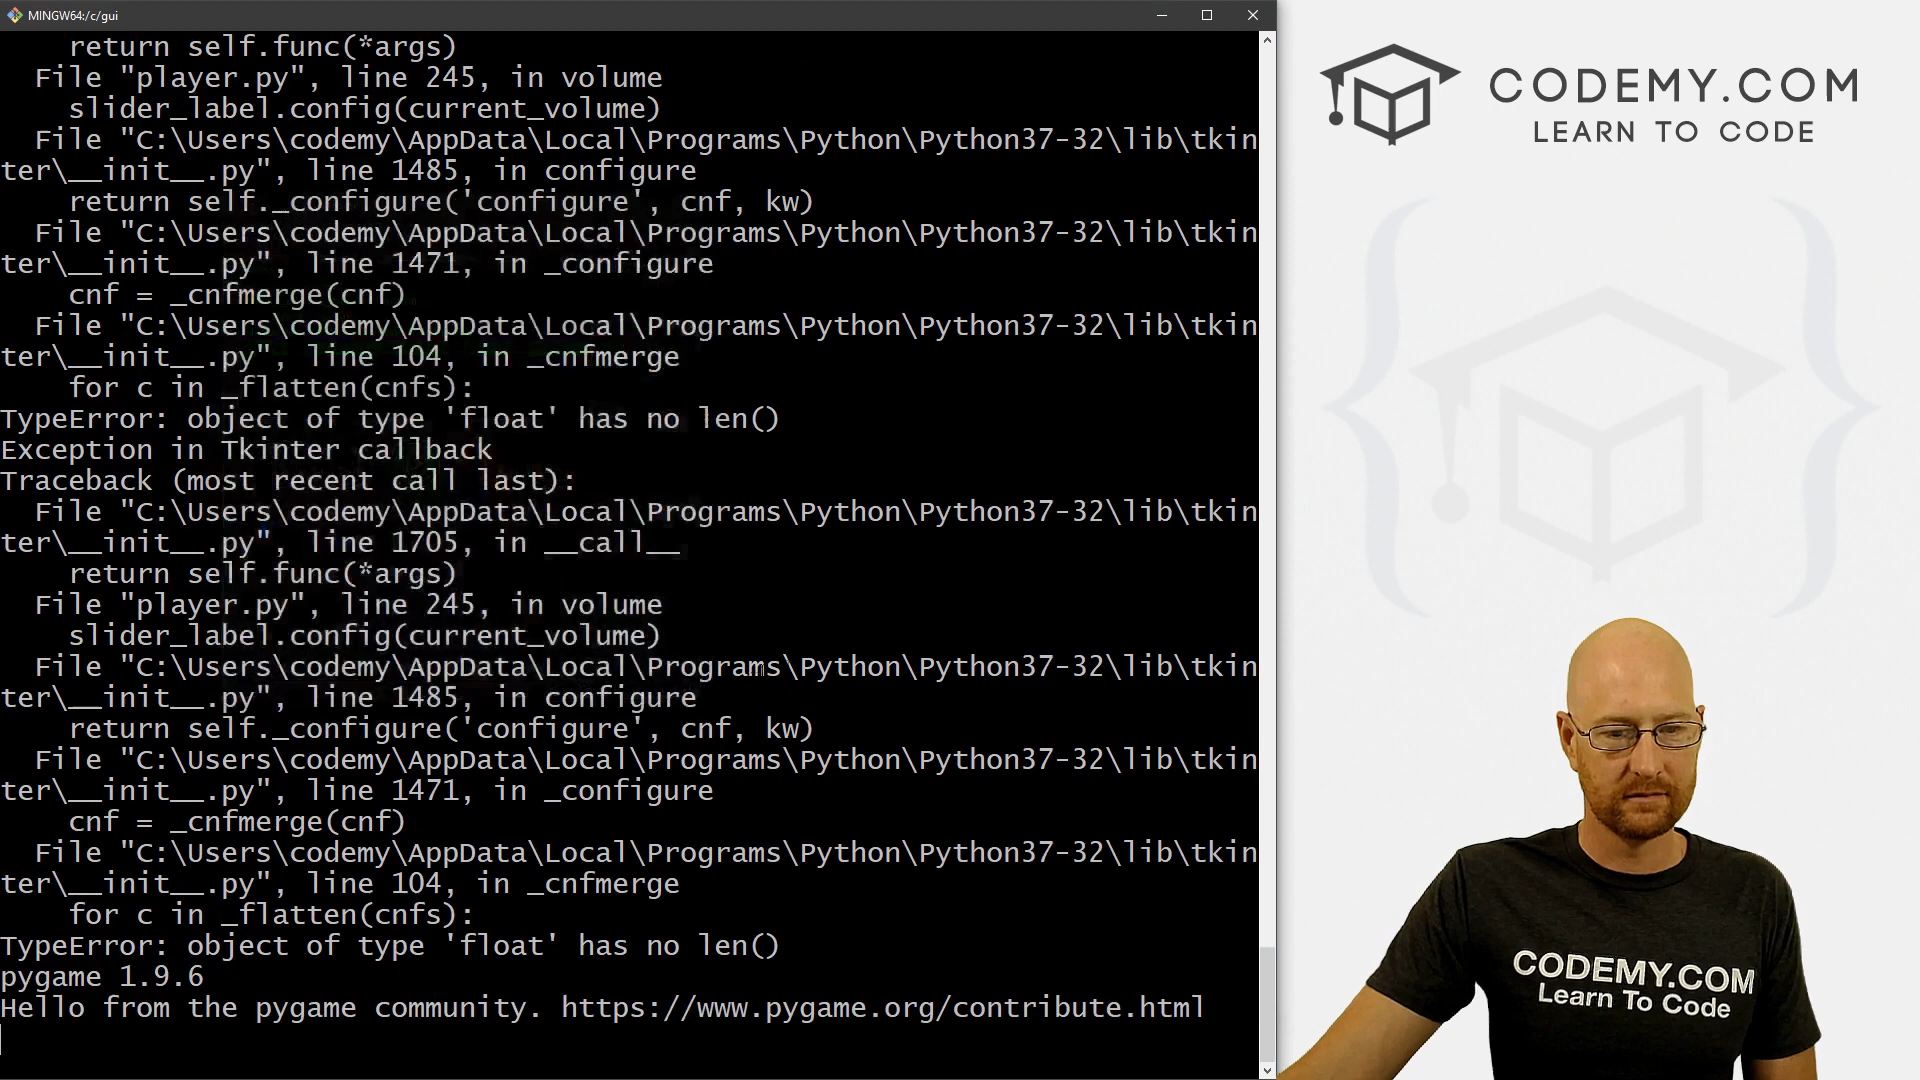 MINGW64:/c/gui
return self.func(*args)
File "player.py", line 245, in volume
slider_label.config(current_volume)
File "C:\Users\codemy\AppData\Local\Programs\Python\Python37-32\lib\tkin
ter\__init__.py", line 1485, in configure
return self._configure('configure', cnf, kw)
File "C:\Users\codemy\AppData\Local\Programs\Python\Python37-32\lib\tkin
ter\__init__.py", line 1471, in _configure
cnf = _cnfmerge(cnf)
File "C:\Users\codemy\AppData\Local\Programs\Python\Python37-32\lib\tkin
ter\__init__.py", line 104, in _cnfmerge
for c in _flatten(cnfs):
TypeError: object of type 'float' has no len()
Exception in Tkinter callback
Traceback (most recent call last):
File "C:\Users\codemy\AppData\Local\Programs\Python\Python37-32\lib\tkin
ter\__init__.py", line 1705, in __call__
return self.func(*args)
File "player.py", line 245, in volume
slider_label.config(current_volume)
File "C:\Users\codemy\AppData\Local\Programs\Python\Python37-32\lib\tkin
ter\__init__.py", line 1485, in configure
return self._configure('configure', cnf, kw)
File "C:\Users\codemy\AppData\Local\Programs\Python\Python37-32\lib\tkin
ter\__init__.py", line 1471, in _configure
cnf = _cnfmerge(cnf)
File "C:\Users\codemy\AppData\Local\Programs\Python\Python37-32\lib\tkin
ter\__init__.py", line 104, in _cnfmerge
for c in _flatten(cnfs):
TypeError: object of type 'float' has no len()
pygame 1.9.6
Hello from the pygame community. https://www.pygame.org/contribute.html
CODEMY.COM
LEARN TO CODE
CODEMY.COM
Learn To Code